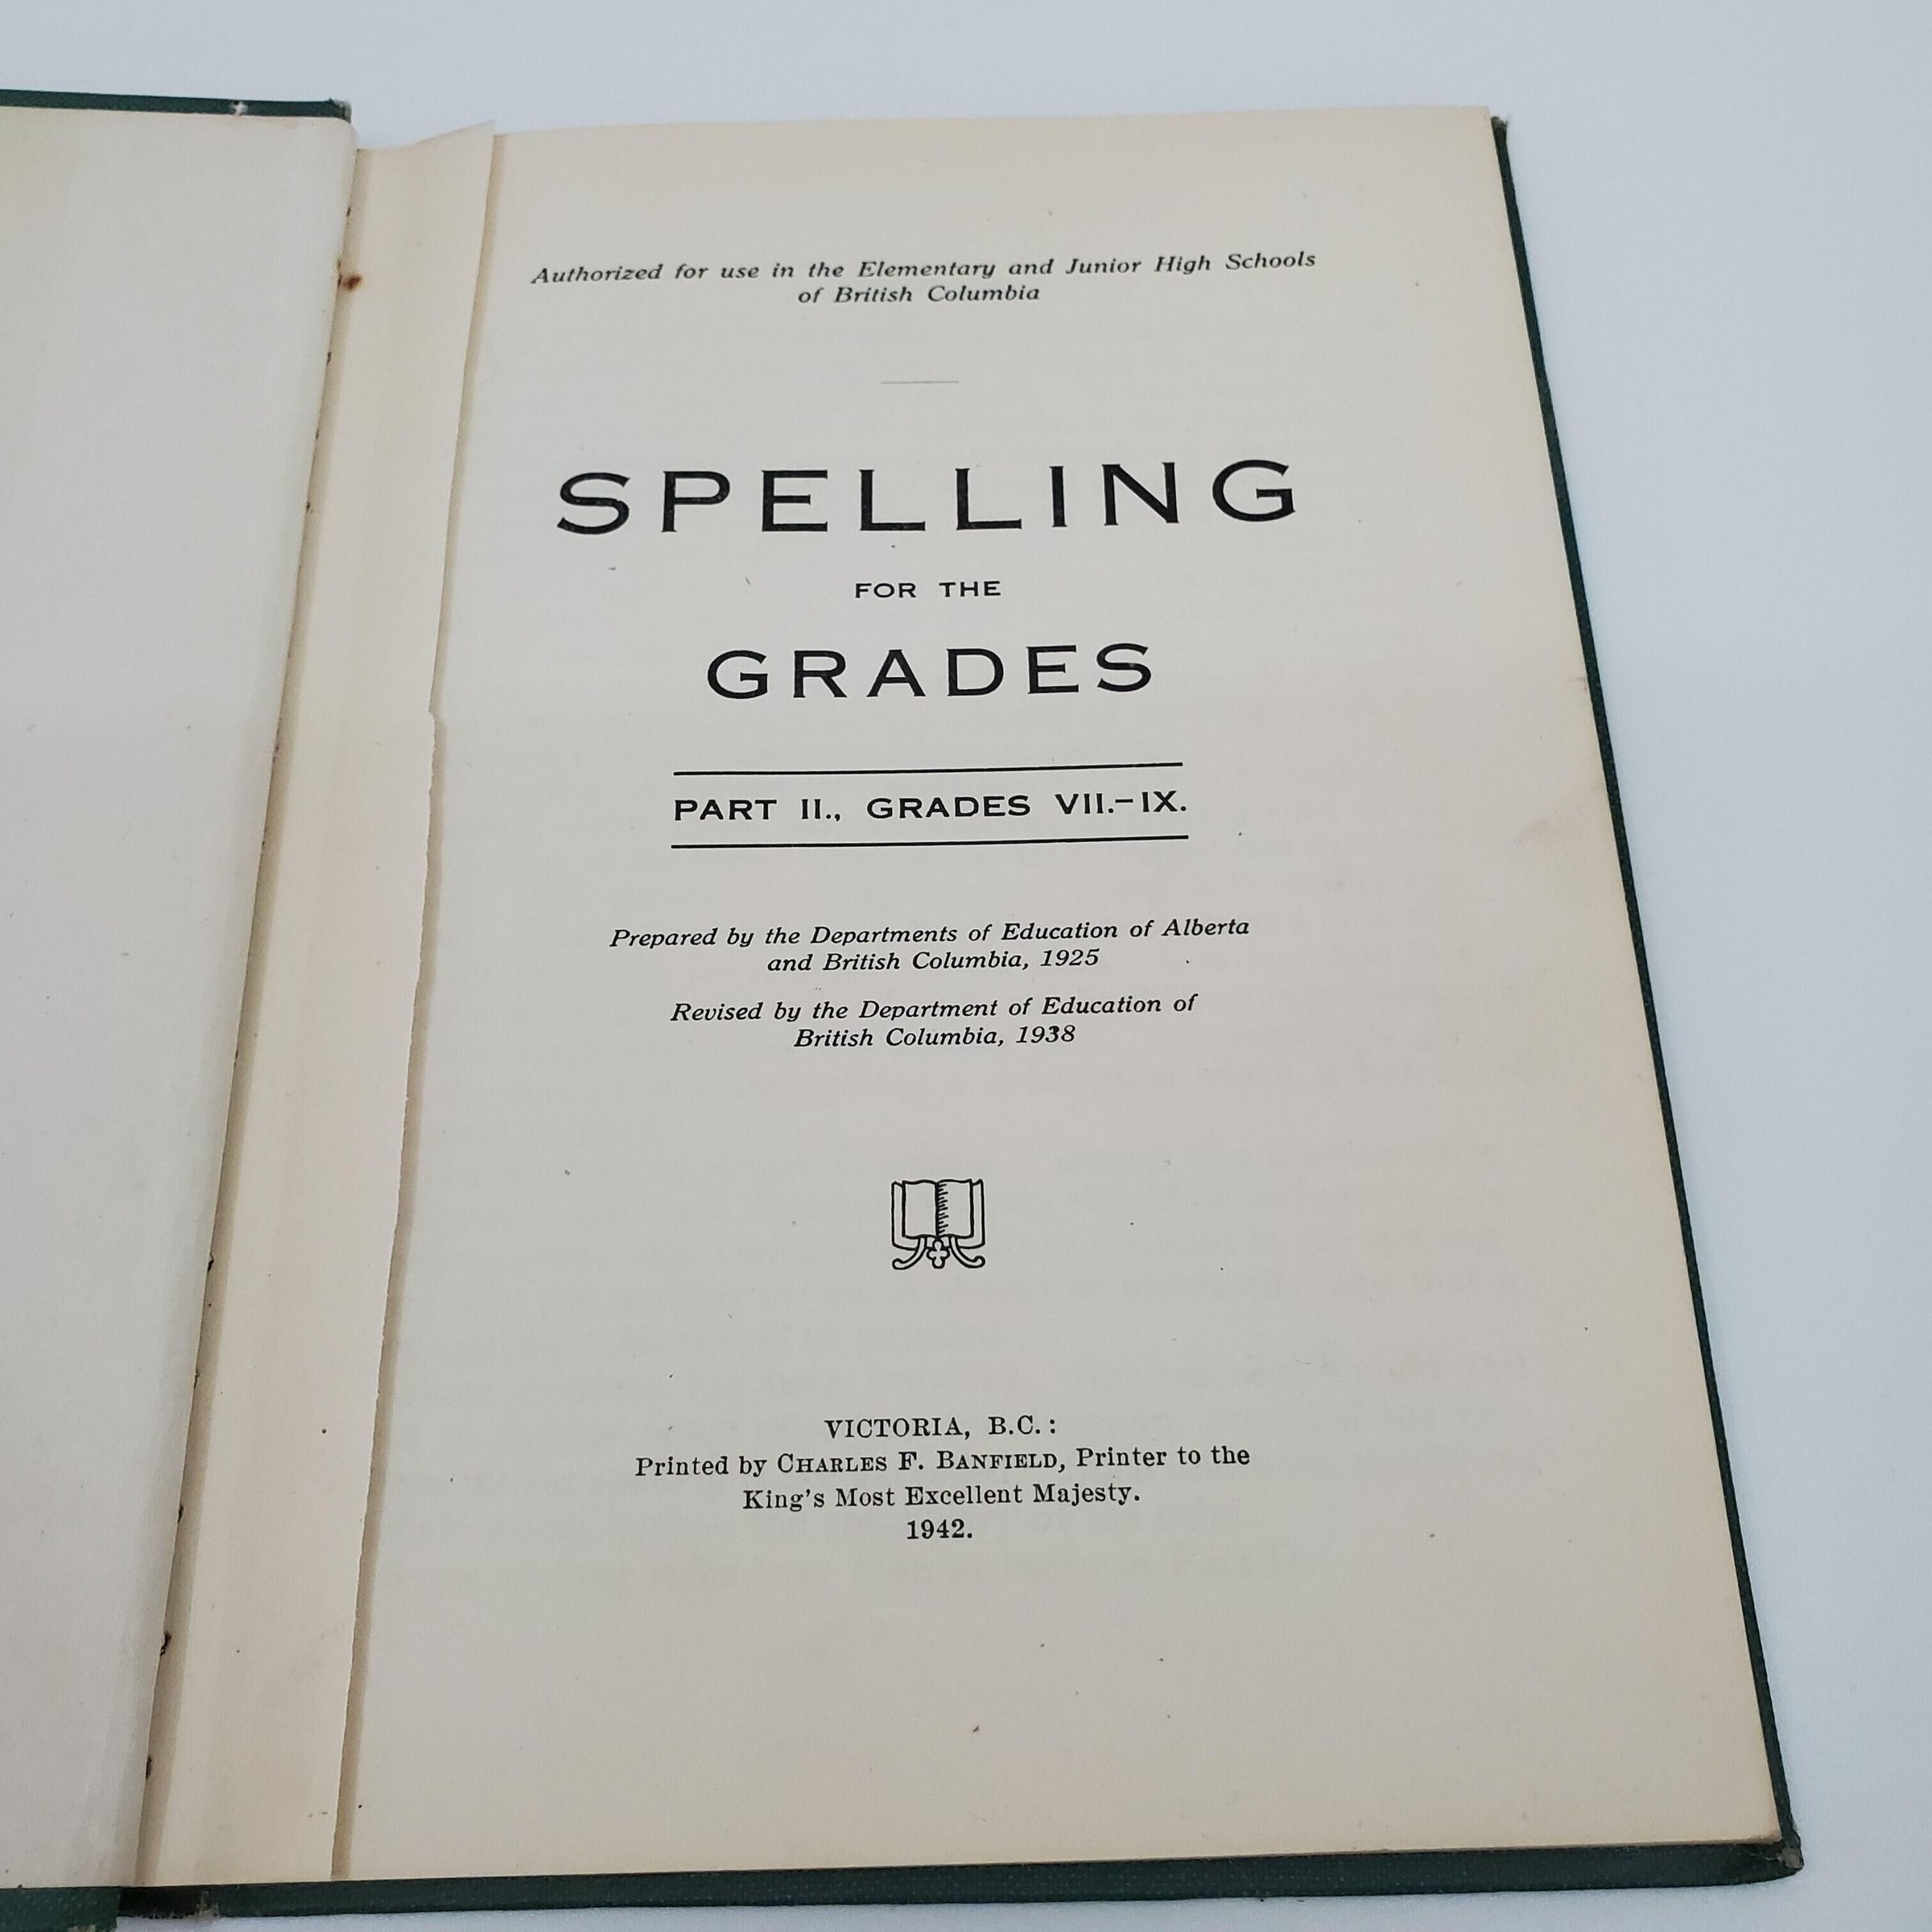 Authorized for use in the Elementary and Junior High Schools
of British Columbia
SPELLING
FOR THE
GRADES
PART II., GRADES VII.–IX.
Prepared by the Departments of Education of Alberta
and British Columbia, 1925
Revised by the Department of Education of
British Columbia, 1938
VICTORIA, B.C.:
Printed by CHARLES F. BANFIELD, Printer to the
King's Most Excellent Majesty.
1942.